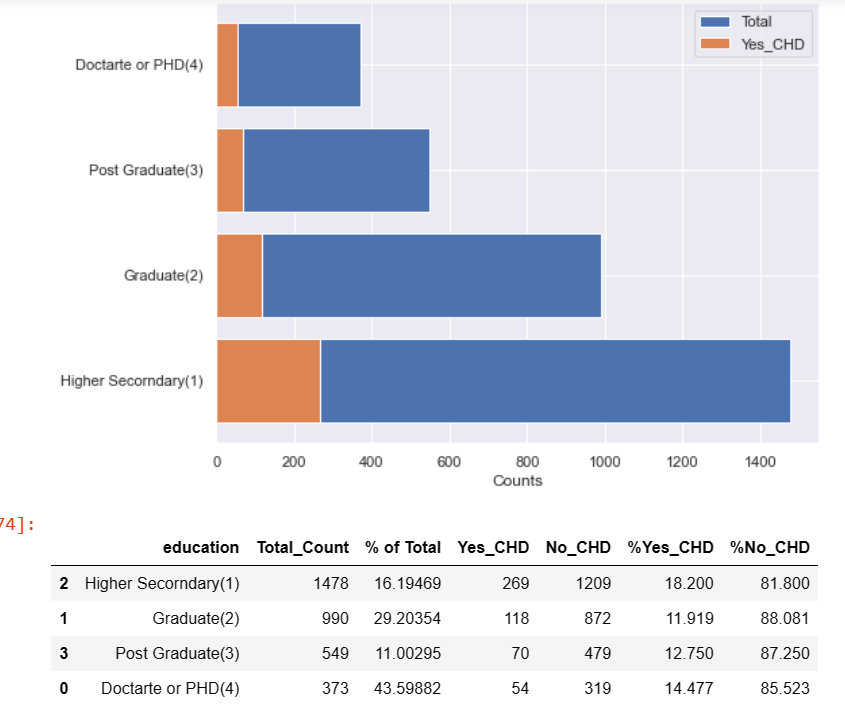 Total
Yes_CHD
Doctarte or PHD(4)
Post Graduate(3)
Graduate(2)
Higher Secorndary(1)
0 200 400 600 800 1000 1200 1400
Counts
74]:
education Total_Count % of Total Yes_CHD No_CHD %Yes_CHD %No_CHD
2 Higher Secorndary(1) 1478 16.19469 269 1209 18.200 81.800
1 Graduate(2) 990 29.20354 118 872 11.919 88.081
3 Post Graduate(3) 549 11.00295 70 479 12.750 87.250
0 Doctarte or PHD(4) 373 43.59882 54 319 14.477 85.523